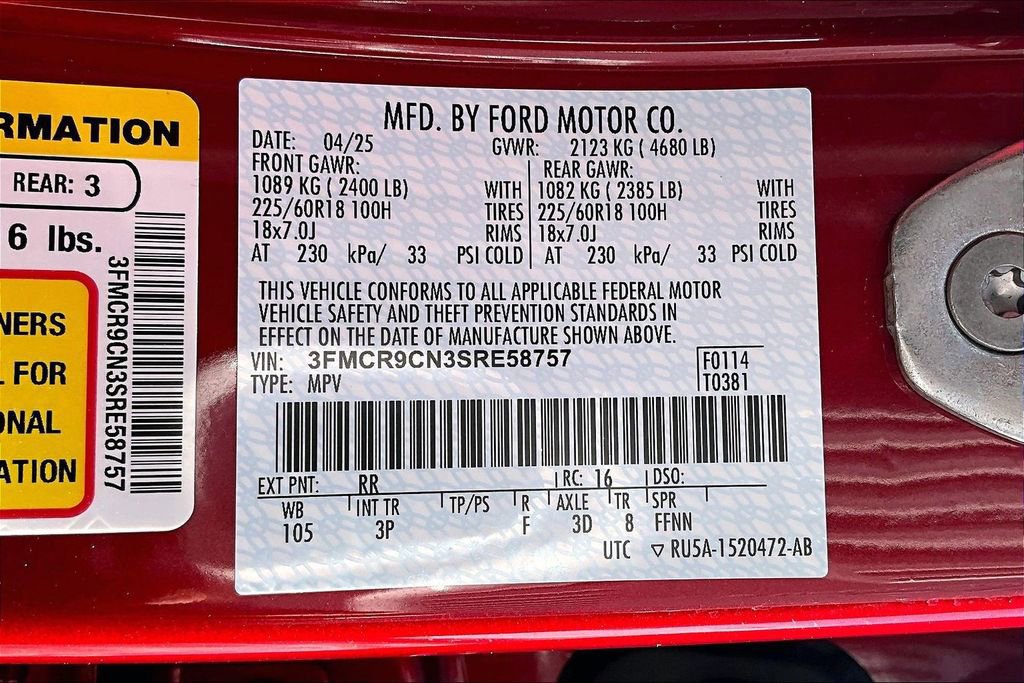 RMATION
REAR: 3
6 lbs.
NERS
L FOR
ONAL
ATION
3FMCR9CN3SRE58757
MFD. BY FORD MOTOR CO.
DATE: 04/25 GVWR: 2123 KG ( 4680 LB)
FRONT GAWR: REAR GAWR:
1089 KG ( 2400 LB) WITH 1082 KG ( 2385 LB) WITH
225/60R18 100H TIRES 225/60R18 100H TIRES
18x7.0J RIMS 18x7.0J RIMS
AT 230 kPa/ 33 PSI COLD AT 230 kPa/ 33 PSI COLD
THIS VEHICLE CONFORMS TO ALL APPLICABLE FEDERAL MOTOR
VEHICLE SAFETY AND THEFT PREVENTION STANDARDS IN
EFFECT ON THE DATE OF MANUFACTURE SHOWN ABOVE.
VIN: 3FMCR9CN3SRE58757 F0114
TYPE: MPV T0381
EXT PNT: RR RC: 16 DSO:
WB INT TR TP/PS R AXLE TR SPR
105 3P F 3D 8 FFNN
UTC ▽ RU5A-1520472-AB